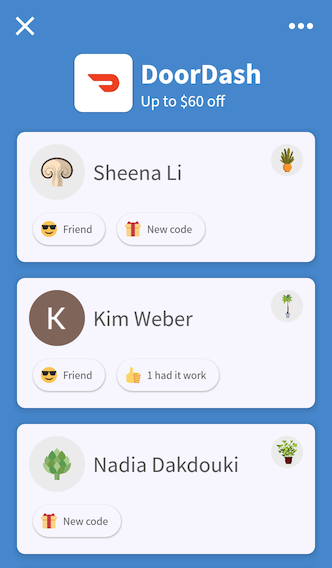 DoorDash
Up to $60 off
Sheena Li
Friend
New code
K
Kim Weber
Friend
1 had it work
Nadia Dakdouki
New code